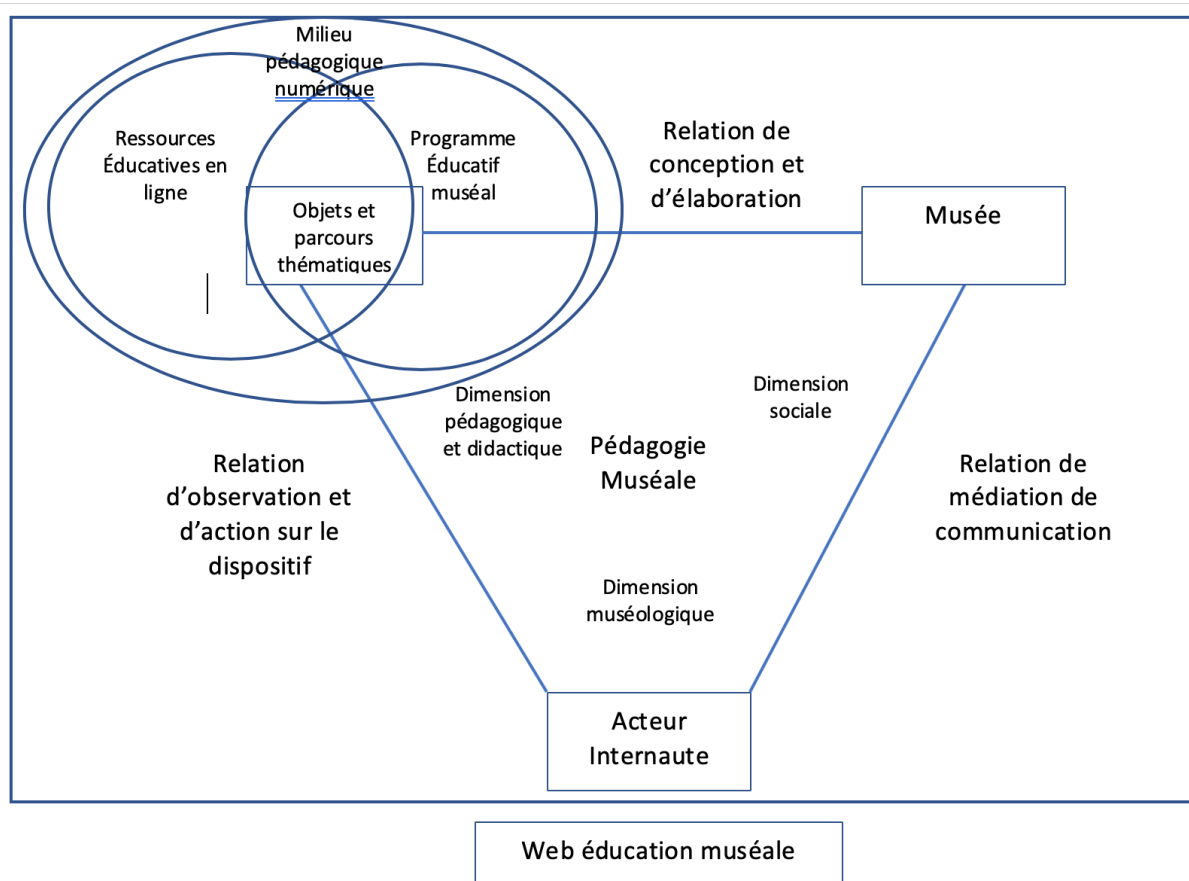 Milieu
pédagogique
numérique
Ressources
Éducatives en
ligne
Programme
Éducatif
muséal
Objets et
parcours
thématiques
Relation de
conception et
d’élaboration
Musée
Dimension
pédagogique
et didactique
Dimension
sociale
Pédagogie
Muséale
Relation
d’observation et
d’action sur le
dispositif
Relation de
médiation de
communication
Dimension
muséologique
Acteur
Internaute
Web éducation muséale